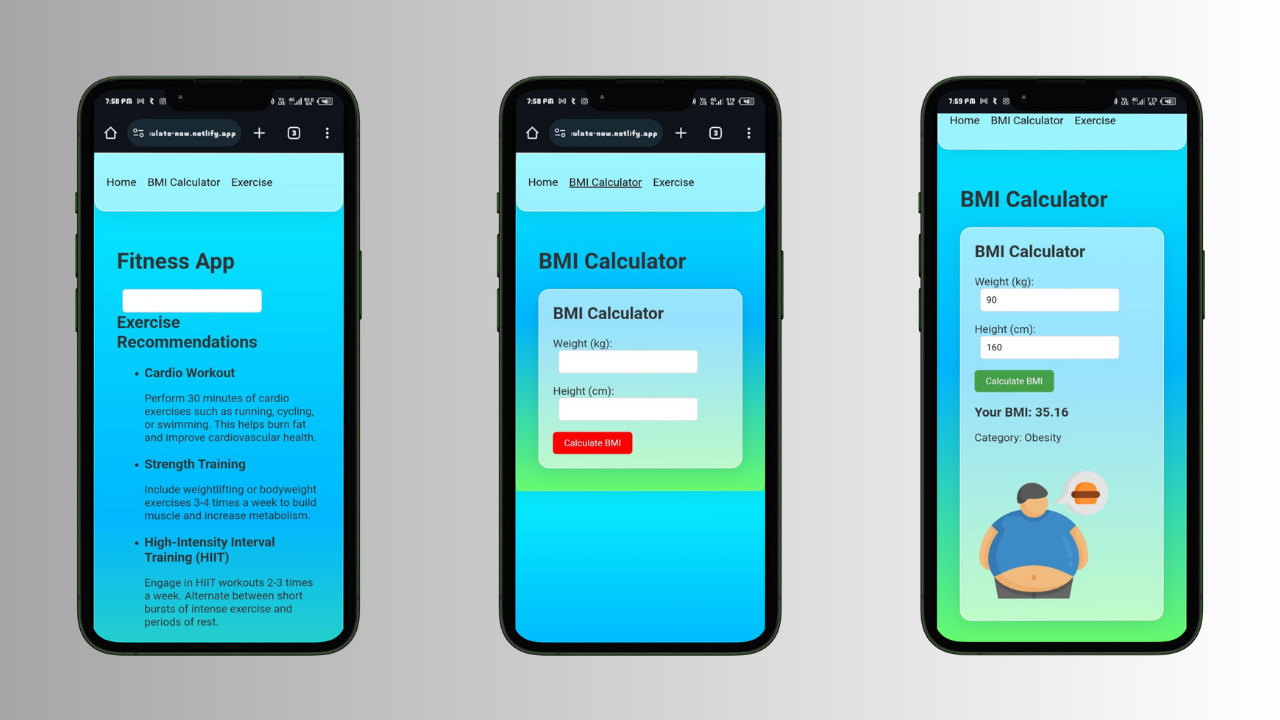 7:58 PM
:ulate-new.netlify.app
3
Home BMI Calculator Exercise
Fitness App
Exercise
Recommendations
• Cardio Workout
Perform 30 minutes of cardio
exercises such as running, cycling,
or swimming. This helps burn fat
and improve cardiovascular health.
• Strength Training
Include weightlifting or bodyweight
exercises 3-4 times a week to build
muscle and increase metabolism.
• High-Intensity Interval
Training (HIIT)
Engage in HIIT workouts 2-3 times
a week. Alternate between short
bursts of intense exercise and
periods of rest.
7:58 PM
:ulate-new.netlify.app
3
Home BMI Calculator Exercise
BMI Calculator
BMI Calculator
Weight (kg):
Height (cm):
Calculate BMI
7:59 PM
Home BMI Calculator Exercise
BMI Calculator
BMI Calculator
Weight (kg):
90
Height (cm):
160
Calculate BMI
Your BMI: 35.16
Category: Obesity